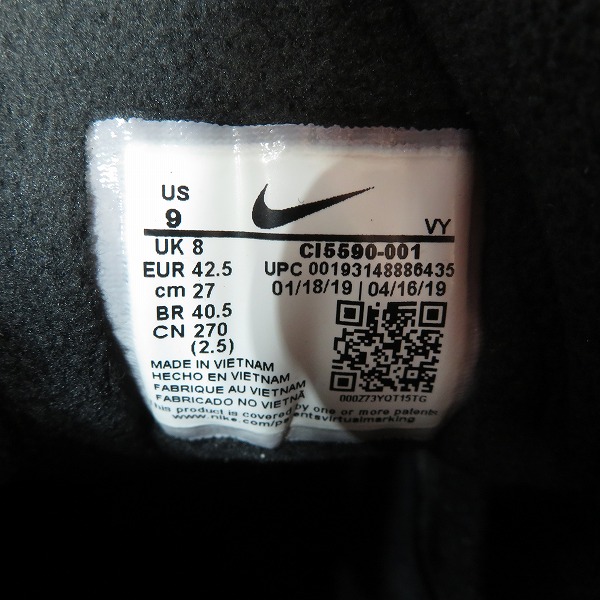 US
9
VY
UK 8
CI5590-001
EUR 42.5
UPC 00193148886435
cm 27
01/18/19 | 04/16/19
BR 40.5
CN 270
(2.5)
MADE IN VIETNAM
HECHO EN VIETNAM
FABRIQUE AU VIETNAM
FABRICADO NO VIETNÃ
000Z73YQT15TG
This product is covered by one or more patents
www.nike.com/patentsvirtualmarking